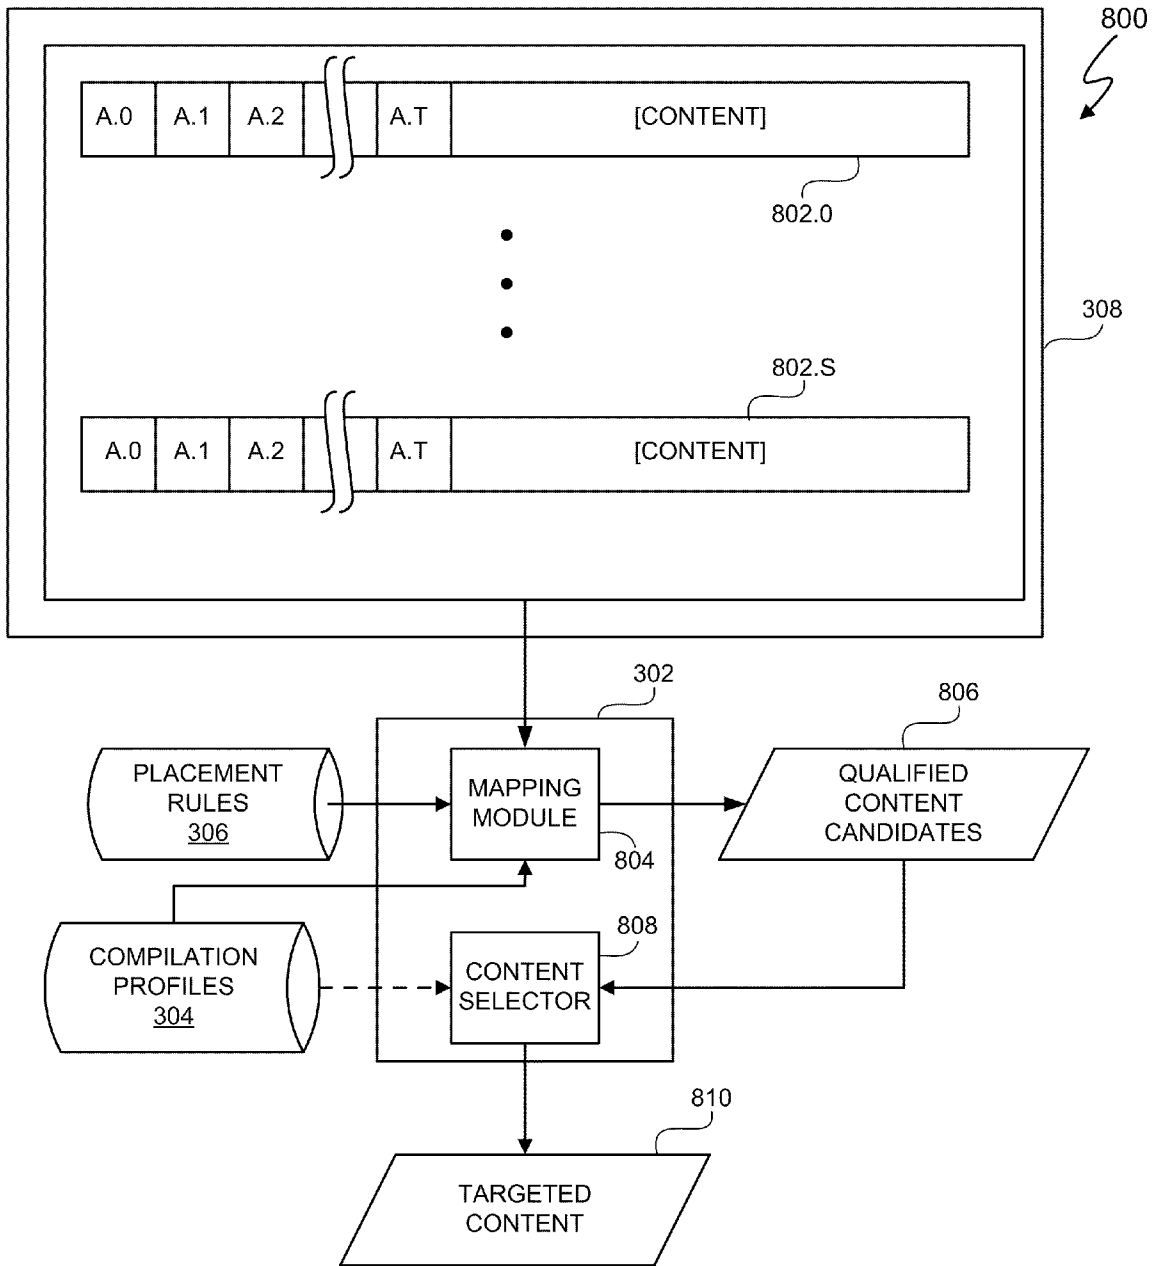 800
A.0 A.1 A.2 A.T [CONTENT]
802.0
308
802.S
A.0 A.1 A.2 A.T [CONTENT]
302
806
PLACEMENT
RULES
306
MAPPING
MODULE
804
QUALIFIED
CONTENT
CANDIDATES
808
COMPILATION
PROFILES
304
CONTENT
SELECTOR
810
TARGETED
CONTENT